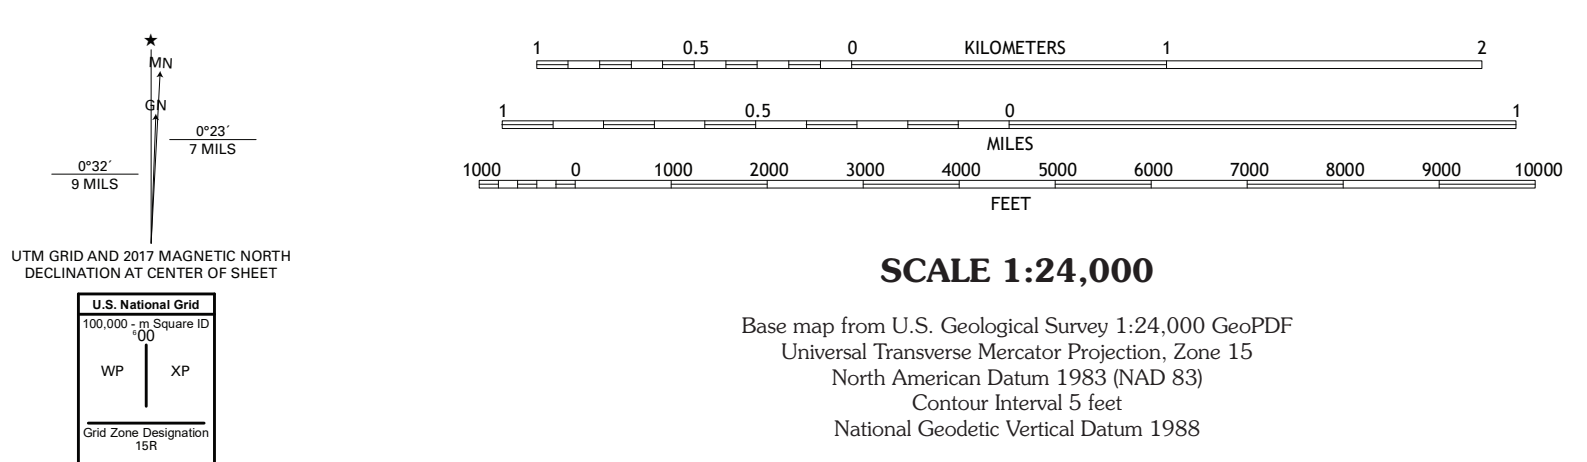 ★
MN
GN
0°23´
7 MILS
0°32´
9 MILS
UTM GRID AND 2017 MAGNETIC NORTH
DECLINATION AT CENTER OF SHEET
U.S. National Grid
100,000 - m Square ID
⁶00
WP XP
Grid Zone Designation
15R
1 0.5 0 KILOMETERS 1 2
1 0.5 0 1
MILES
1000 0 1000 2000 3000 4000 5000 6000 7000 8000 9000 10000
FEET
SCALE 1:24,000
Base map from U.S. Geological Survey 1:24,000 GeoPDF
Universal Transverse Mercator Projection, Zone 15
North American Datum 1983 (NAD 83)
Contour Interval 5 feet
National Geodetic Vertical Datum 1988